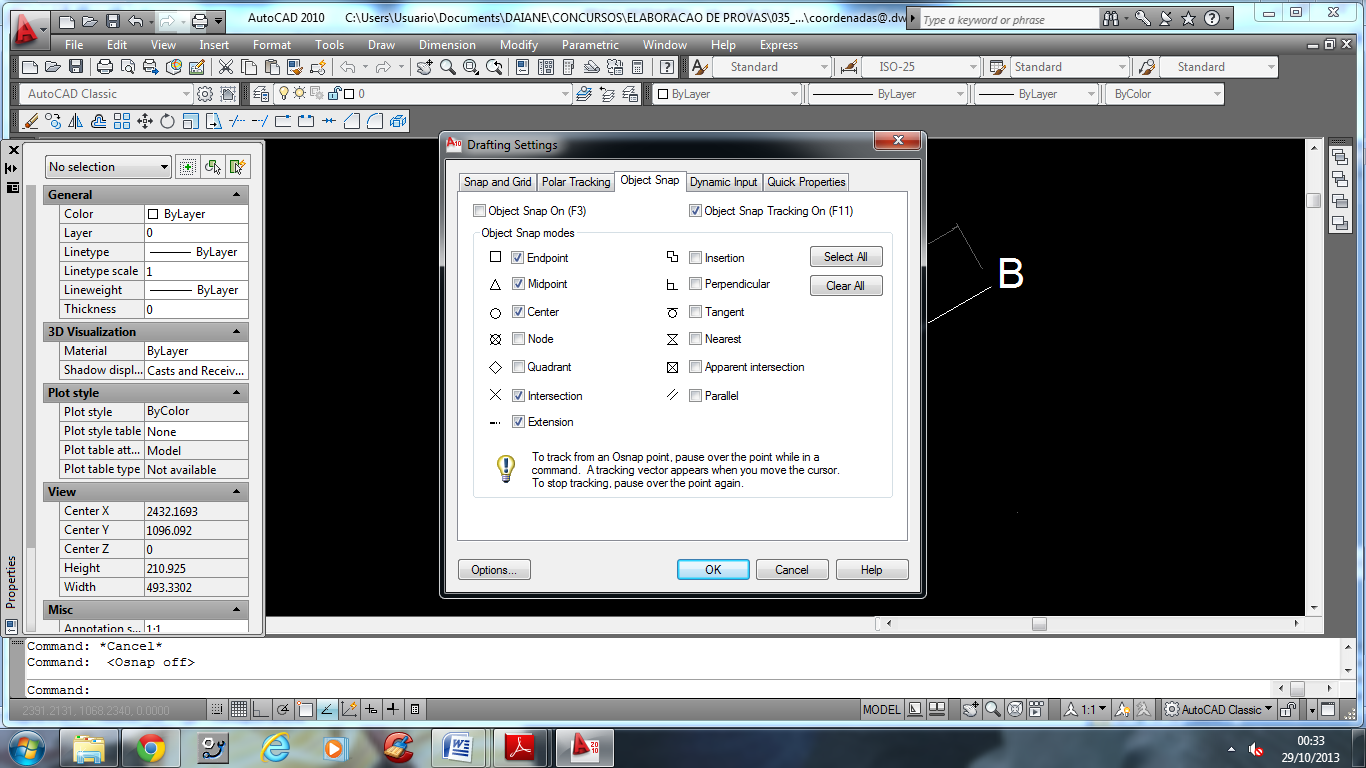 AutoCAD 2010 C:\Users\Usuario\Documents\DAIANE\CONCURSOS\ELABORACAO DE PROVAS\035_...\coordenadas@.dw
Type a keyword or phrase
File Edit View Insert Format Tools Draw Dimension Modify Parametric Window Help Express
Standard ISO-25 Standard Standard
AutoCAD Classic 0 ByLayer ByLayer ByLayer ByColor
No selection
General
Color ByLayer
Layer 0
Linetype ByLayer
Linetype scale 1
Lineweight ByLayer
Thickness 0
3D Visualization
Material ByLayer
Shadow displ... Casts and Receiv...
Plot style
Plot style ByColor
Plot style table None
Plot table att... Model
Plot table type Not available
View
Center X 2432.1693
Center Y 1096.092
Center Z 0
Height 210.925
Width 493.3302
Misc
Annotation s... 1:1
Properties
Drafting Settings
Snap and Grid Polar Tracking Object Snap Dynamic Input Quick Properties
Object Snap On (F3) Object Snap Tracking On (F11)
Object Snap modes
Endpoint Insertion Select All
Midpoint Perpendicular Clear All
Center Tangent
Node Nearest
Quadrant Apparent intersection
Intersection Parallel
Extension
To track from an Osnap point, pause over the point while in a
command. A tracking vector appears when you move the cursor.
To stop tracking, pause over the point again.
Options... OK Cancel Help
B
Command: *Cancel*
Command: <Osnap off>
Command:
2391.2131, 1068.2340, 0.0000 MODEL 1:1 AutoCAD Classic
00:33
29/10/2013